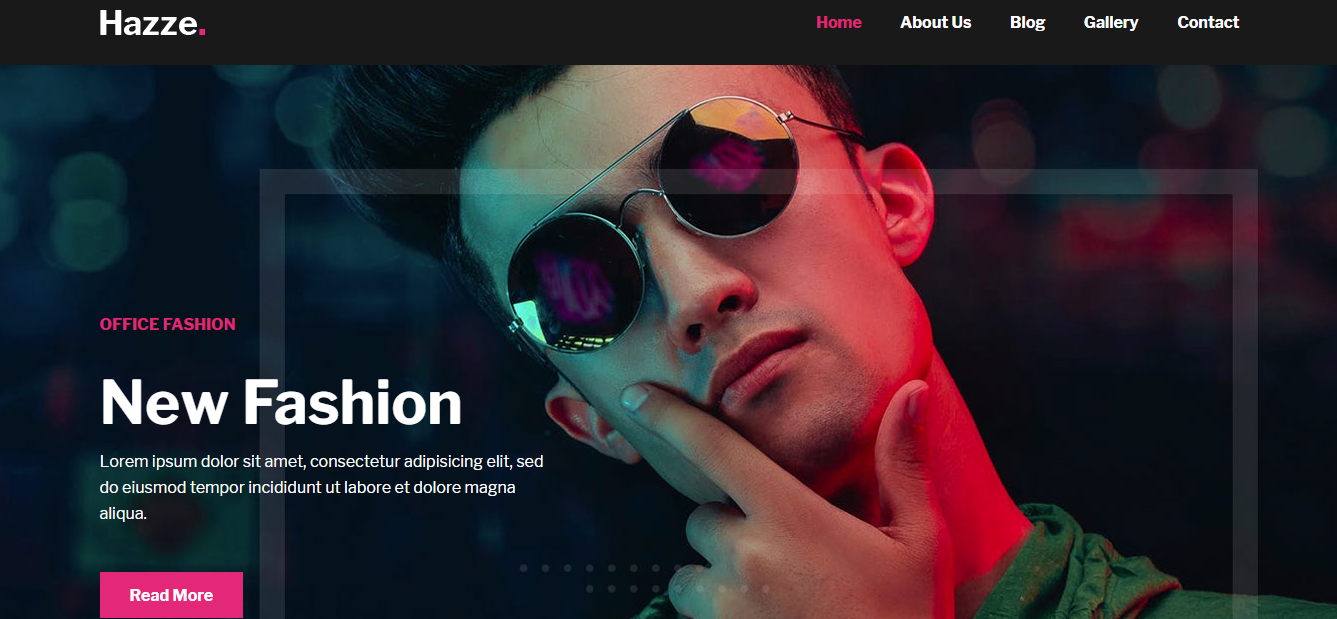 Hazze.
Home About Us Blog Gallery Contact
OFFICE FASHION
New Fashion
Lorem ipsum dolor sit amet, consectetur adipisicing elit, sed
do eiusmod tempor incididunt ut labore et dolore magna
aliqua.
Read More